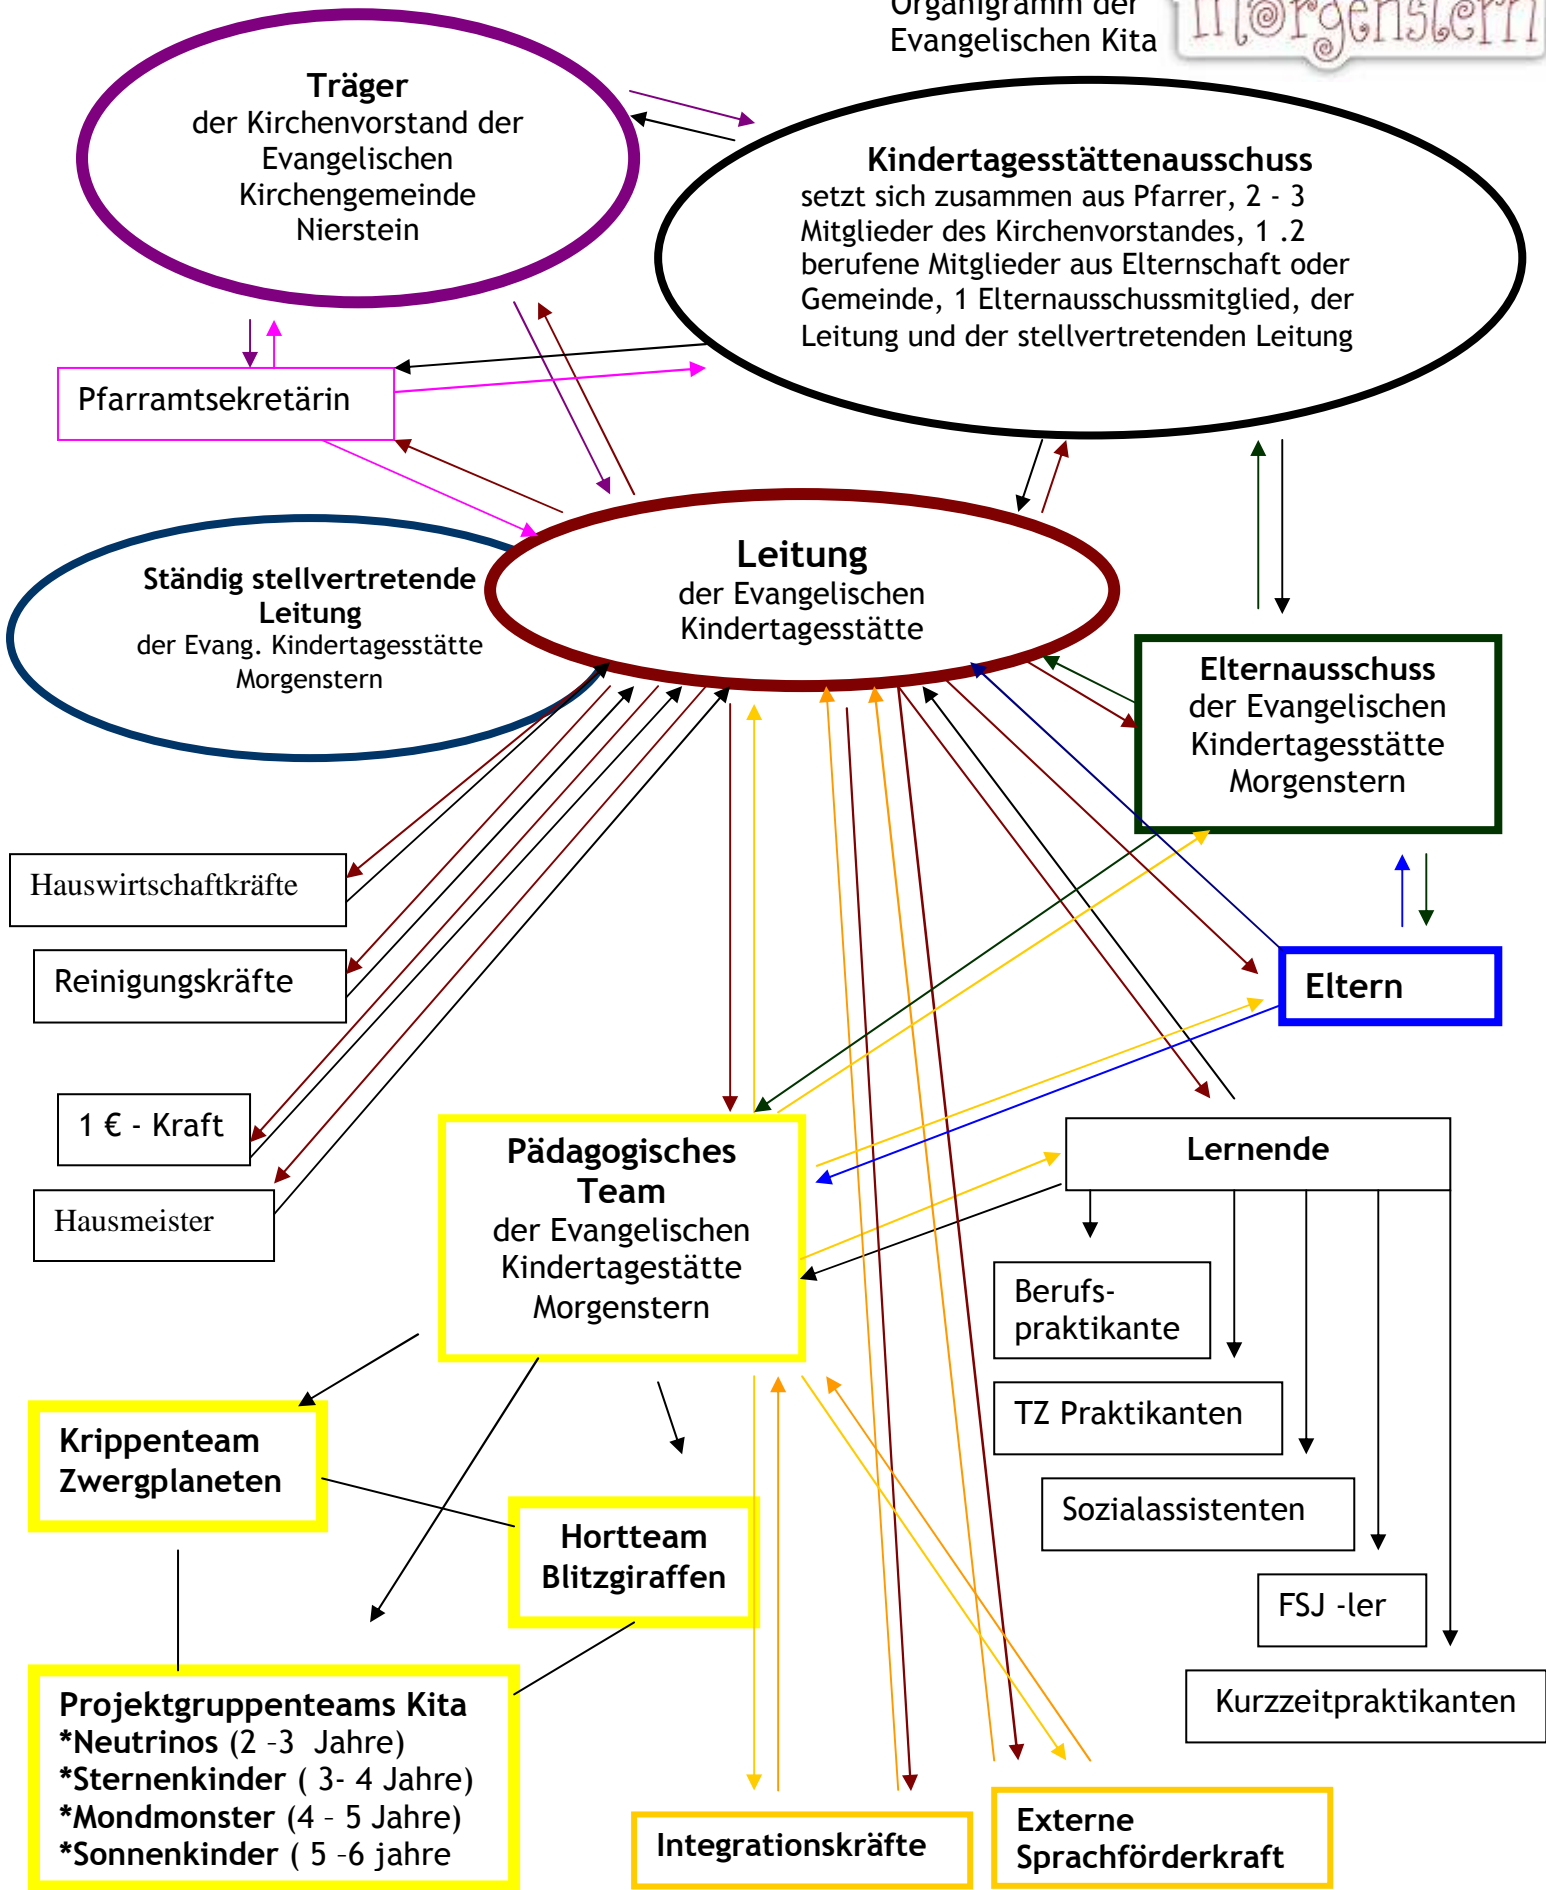 Organigramm der
Evangelischen Kita
Morgenstern
Träger
der Kirchenvorstand der
Evangelischen
Kirchengemeinde
Nierstein
Kindertagesstättenausschuss
setzt sich zusammen aus Pfarrer, 2 - 3
Mitglieder des Kirchenvorstandes, 1 .2
berufene Mitglieder aus Elternschaft oder
Gemeinde, 1 Elternausschussmitglied, der
Leitung und der stellvertretenden Leitung
Pfarramtsekretärin
Leitung
der Evangelischen
Kindertagesstätte
Ständig stellvertretende
Leitung
der Evang. Kindertagesstätte
Morgenstern
Elternausschuss
der Evangelischen
Kindertagesstätte
Morgenstern
Hauswirtschaftkräfte
Reinigungskräfte
Eltern
1 € - Kraft
Hausmeister
Pädagogisches
Team
der Evangelischen
Kindertagestätte
Morgenstern
Lernende
Berufs-
praktikante
TZ Praktikanten
Sozialassistenten
FSJ -ler
Kurzzeitpraktikanten
Krippenteam
Zwergplaneten
Hortteam
Blitzgiraffen
Projektgruppenteams Kita
*Neutrinos (2 –3  Jahre)
*Sternenkinder ( 3- 4 Jahre)
*Mondmonster (4 – 5 Jahre)
*Sonnenkinder ( 5 –6 jahre
Integrationskräfte
Externe
Sprachförderkraft